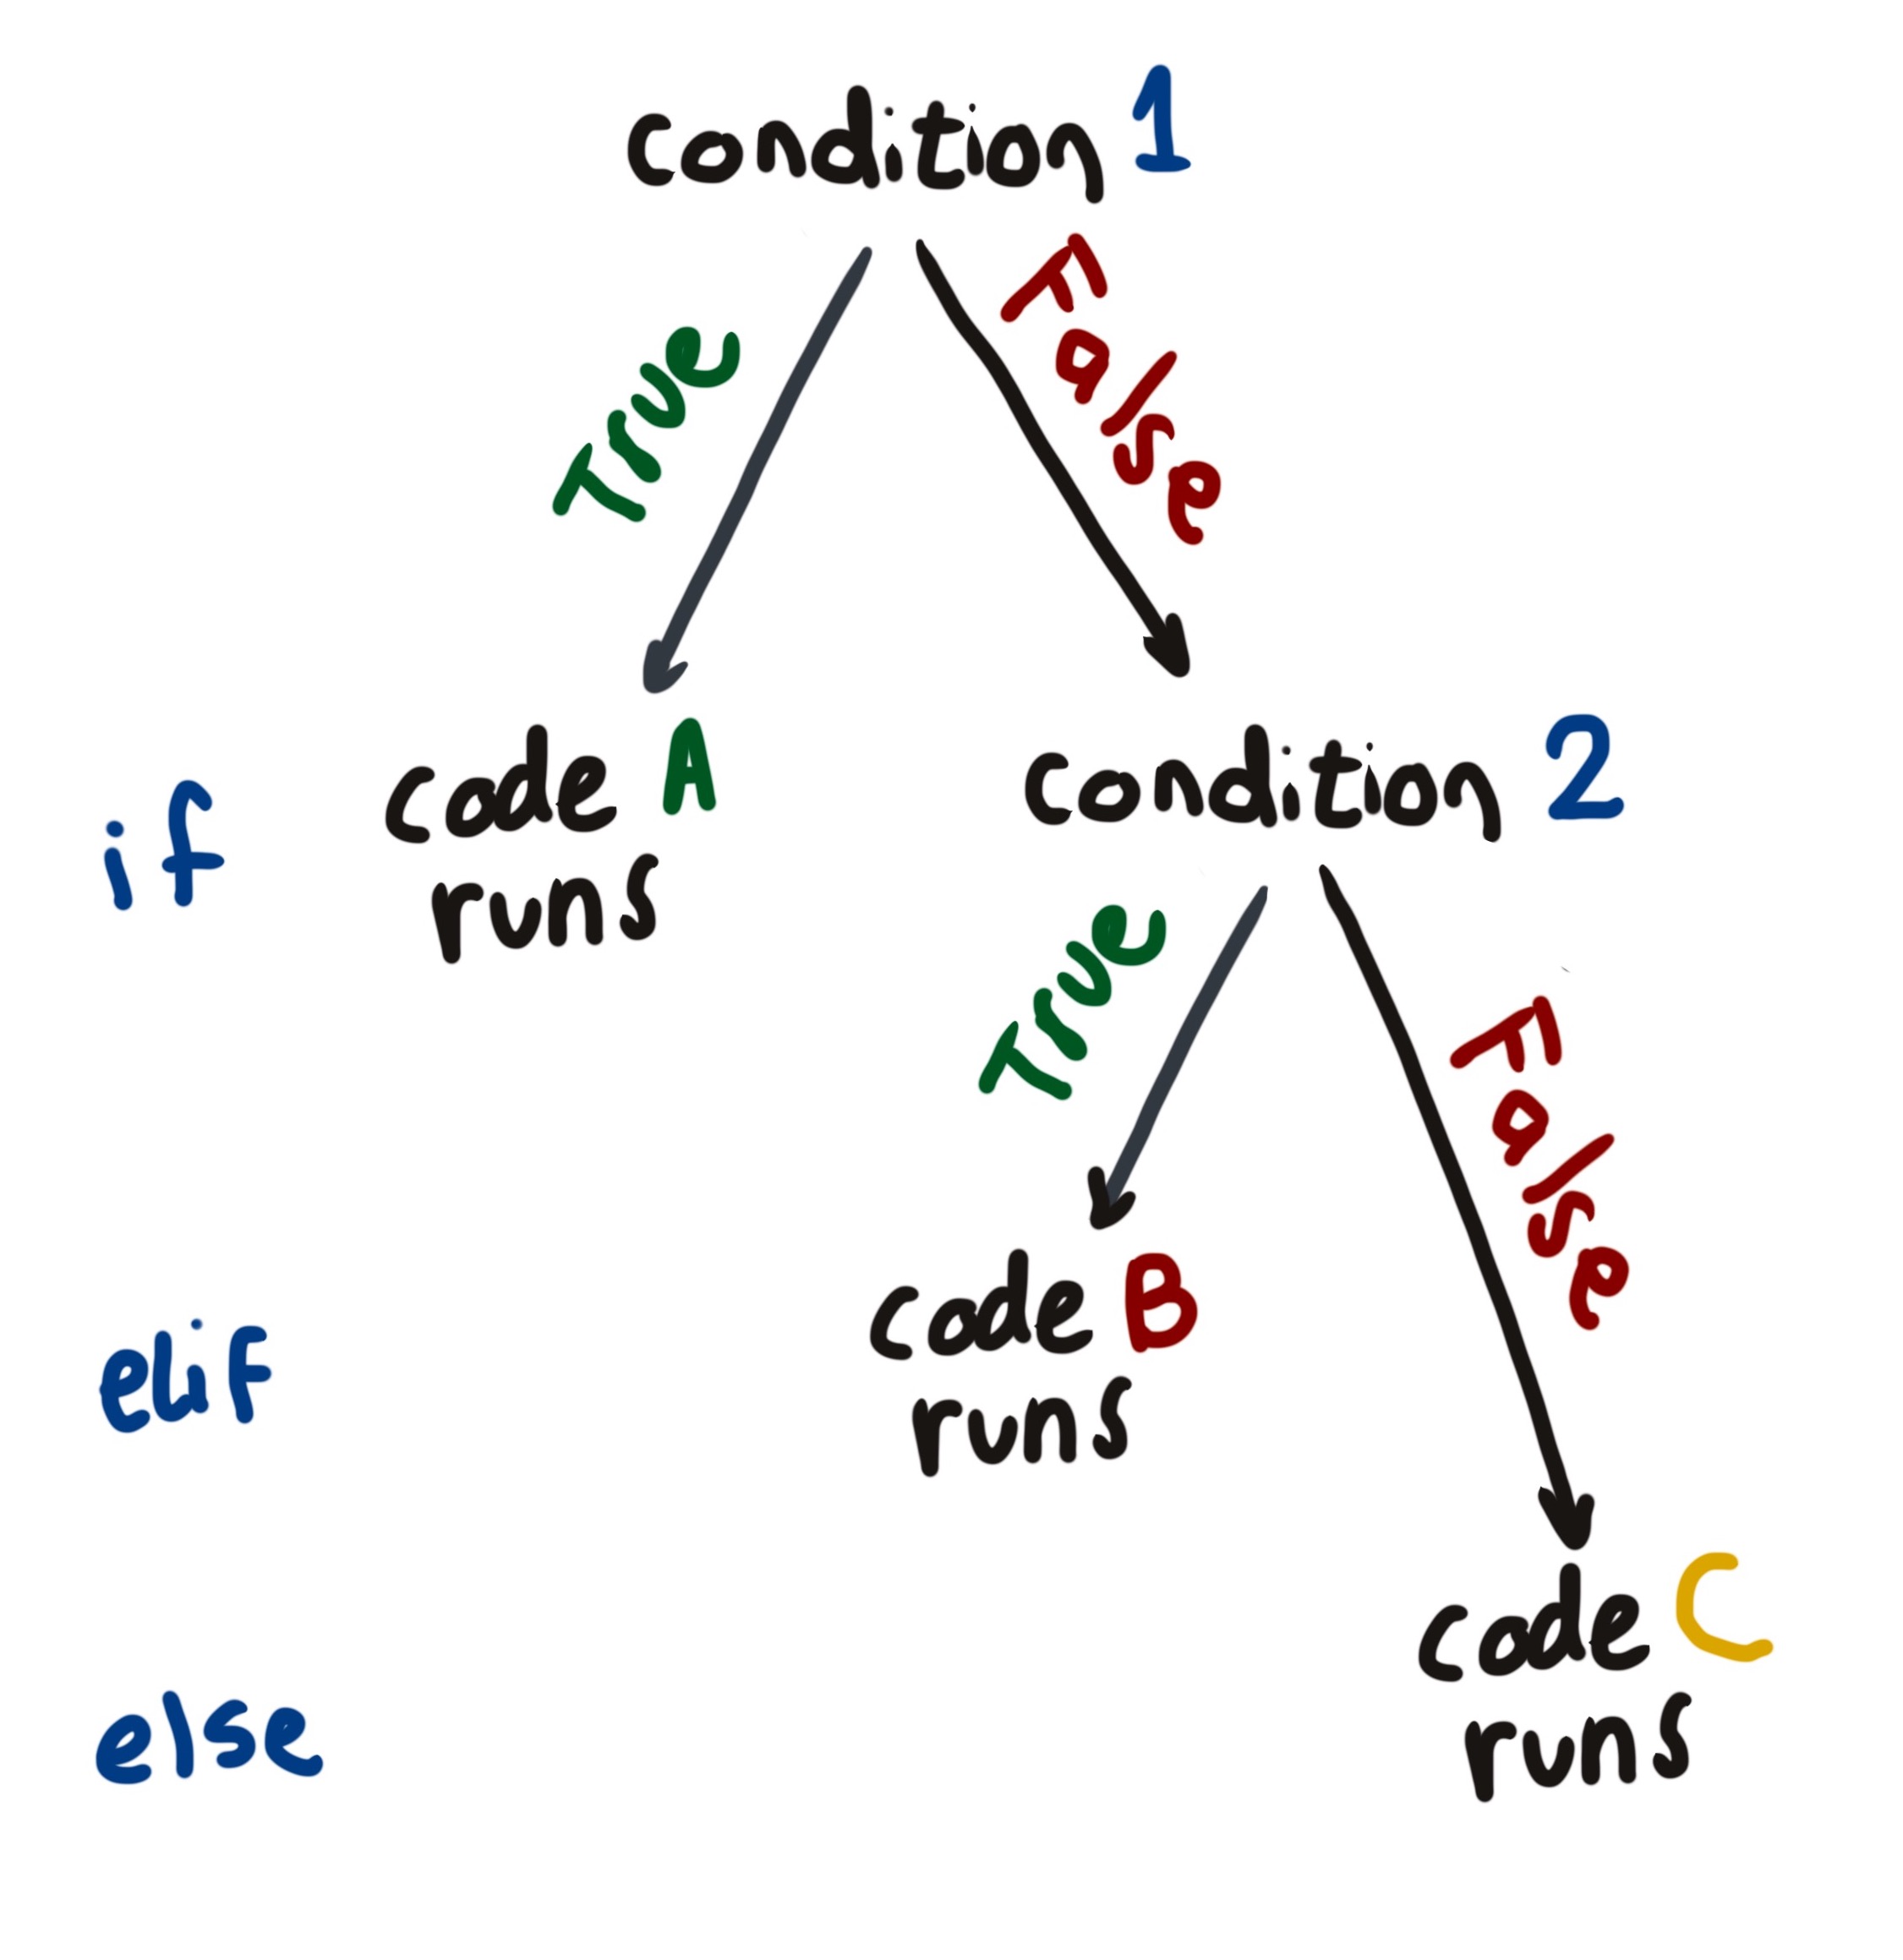 condition 1
True
False
if
code A
runs
condition 2
True
False
elif
code B
runs
else
code C
runs